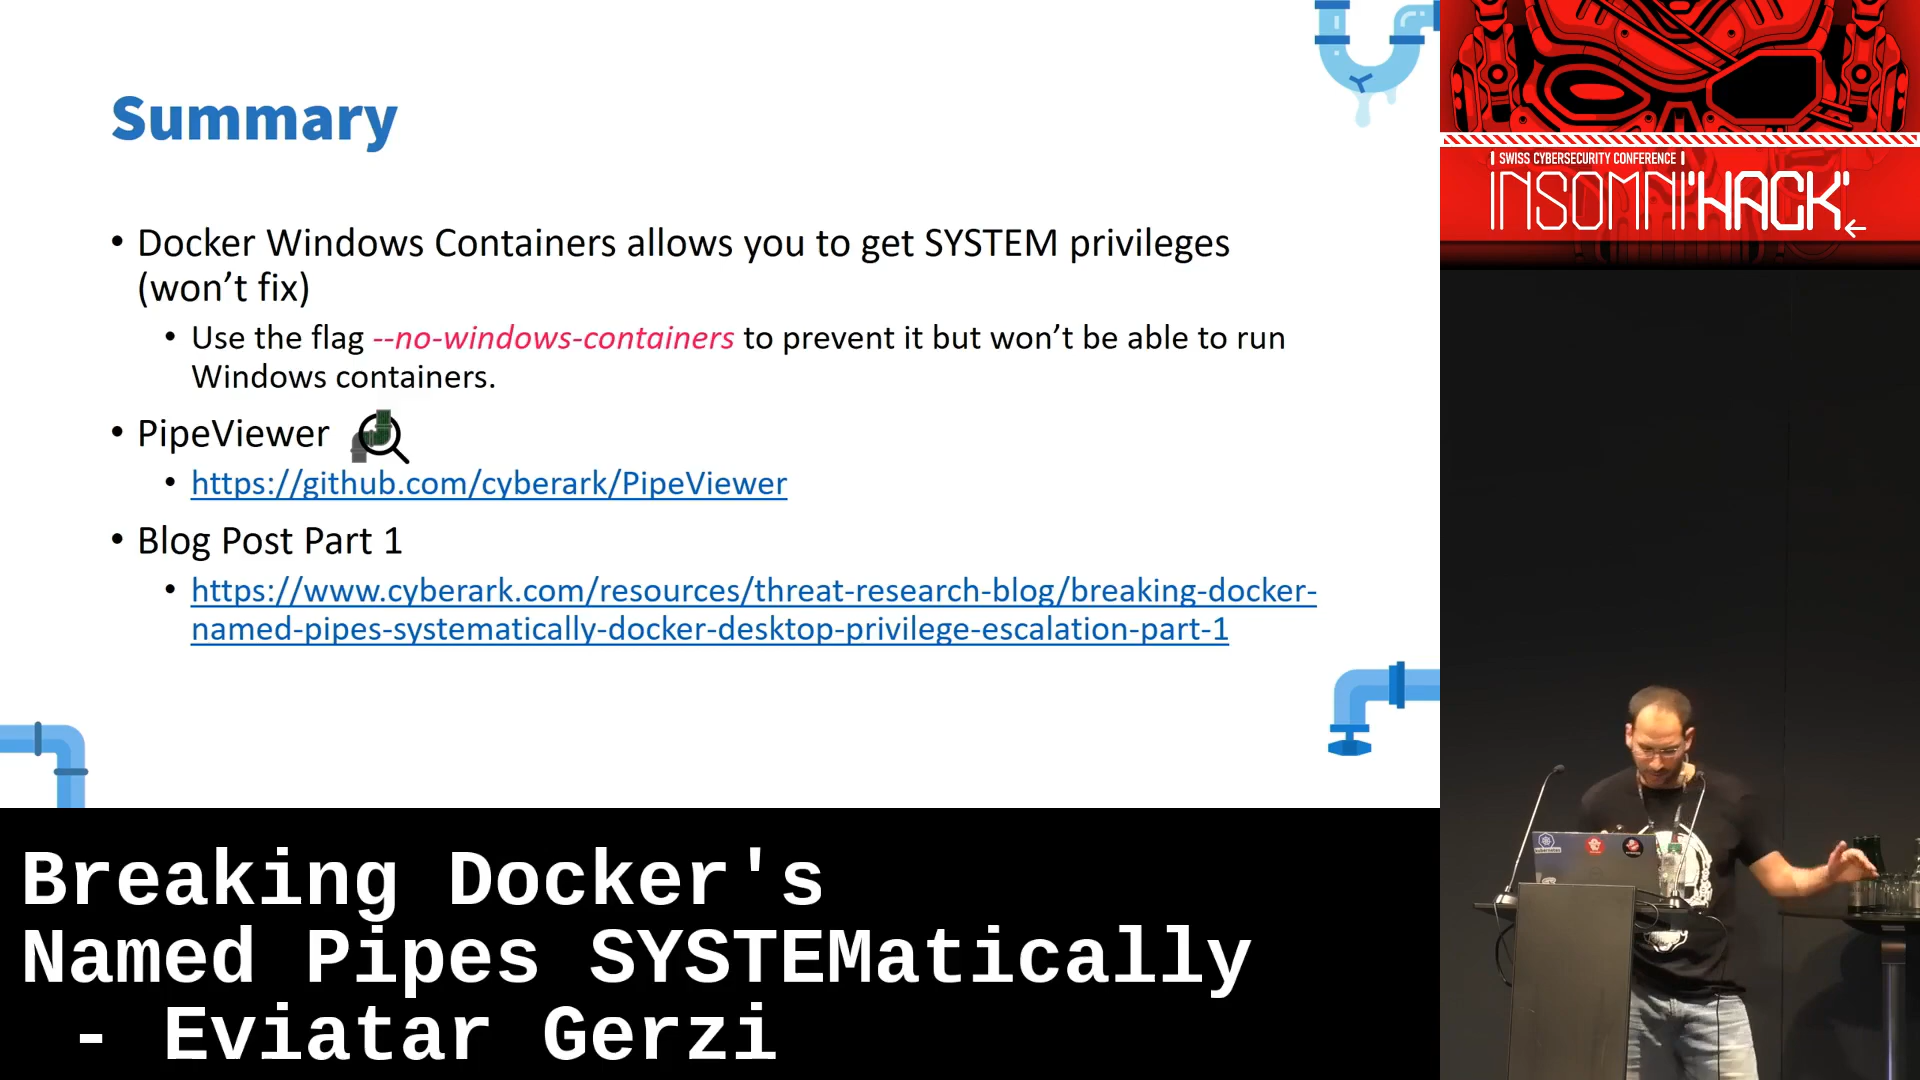 Summary
• Docker Windows Containers allows you to get SYSTEM privileges
(won't fix)
• Use the flag --no-windows-containers to prevent it but won't be able to run
Windows containers.
• PipeViewer
• https://github.com/cyberark/PipeViewer
• Blog Post Part 1
• https://www.cyberark.com/resources/threat-research-blog/breaking-docker-
named-pipes-systematically-docker-desktop-privilege-escalation-part-1
SWISS CYBERSECURITY CONFERENCE
INSOMNI'HACK
Breaking Docker's
Named Pipes SYSTEMatically
- Eviatar Gerzi